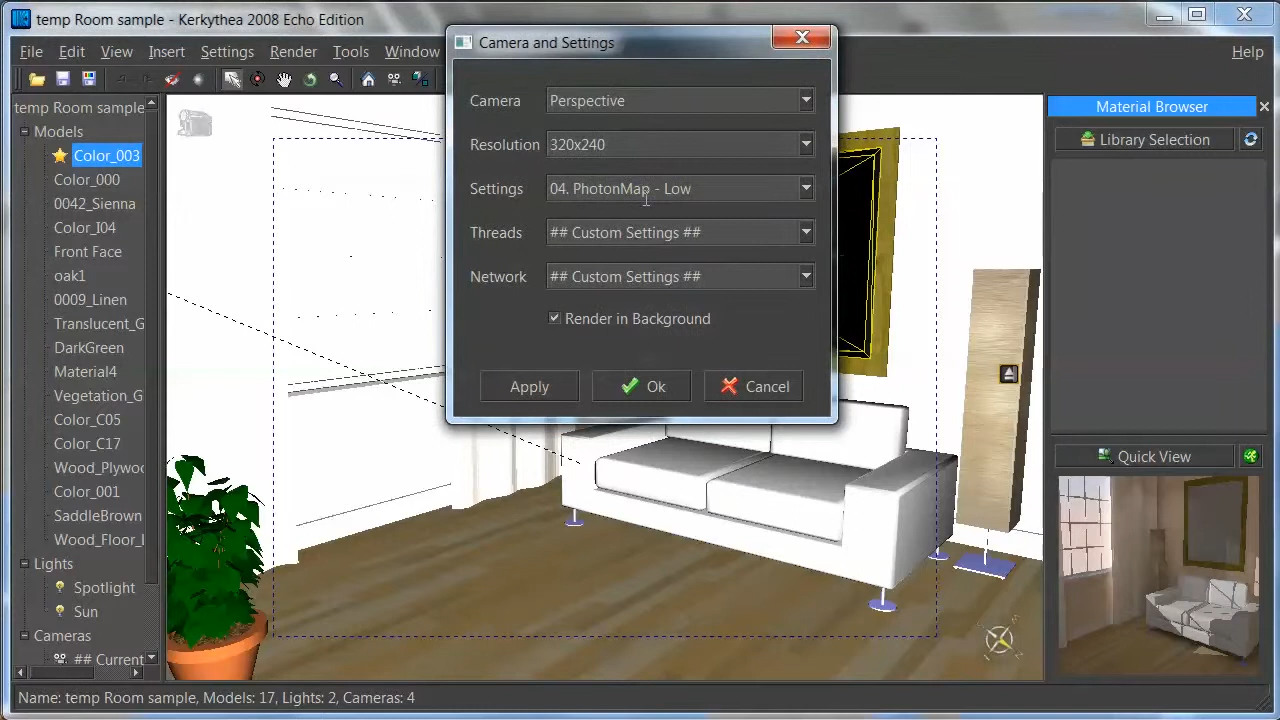 temp Room sample - Kerkythea 2008 Echo Edition
File Edit View Insert Settings Render Tools Window Help
Camera and Settings
Camera Perspective
Resolution 320x240
Settings 04. PhotonMap - Low
Threads ## Custom Settings ##
Network ## Custom Settings ##
Render in Background
Apply Ok Cancel
temp Room sample
Models
Color_003
Color_000
0042_Sienna
Color_I04
Front Face
oak1
0009_Linen
Translucent_G
DarkGreen
Material4
Vegetation_G
Color_C05
Color_C17
Wood_Plywo
Color_001
SaddleBrown
Wood_Floor_
Lights
Spotlight
Sun
Cameras
## Current
Material Browser
Library Selection
Quick View
Name: temp Room sample, Models: 17, Lights: 2, Cameras: 4